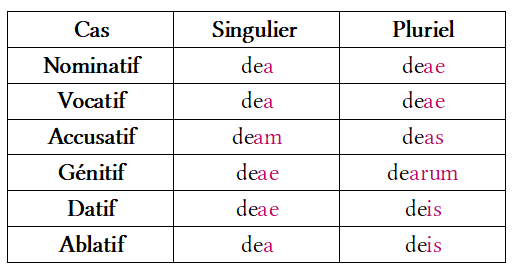 Cas Singulier Pluriel
Nominatif dea deae
Vocatif dea deae
Accusatif deam deas
Génitif deae dearum
Datif deae deis
Ablatif dea deis